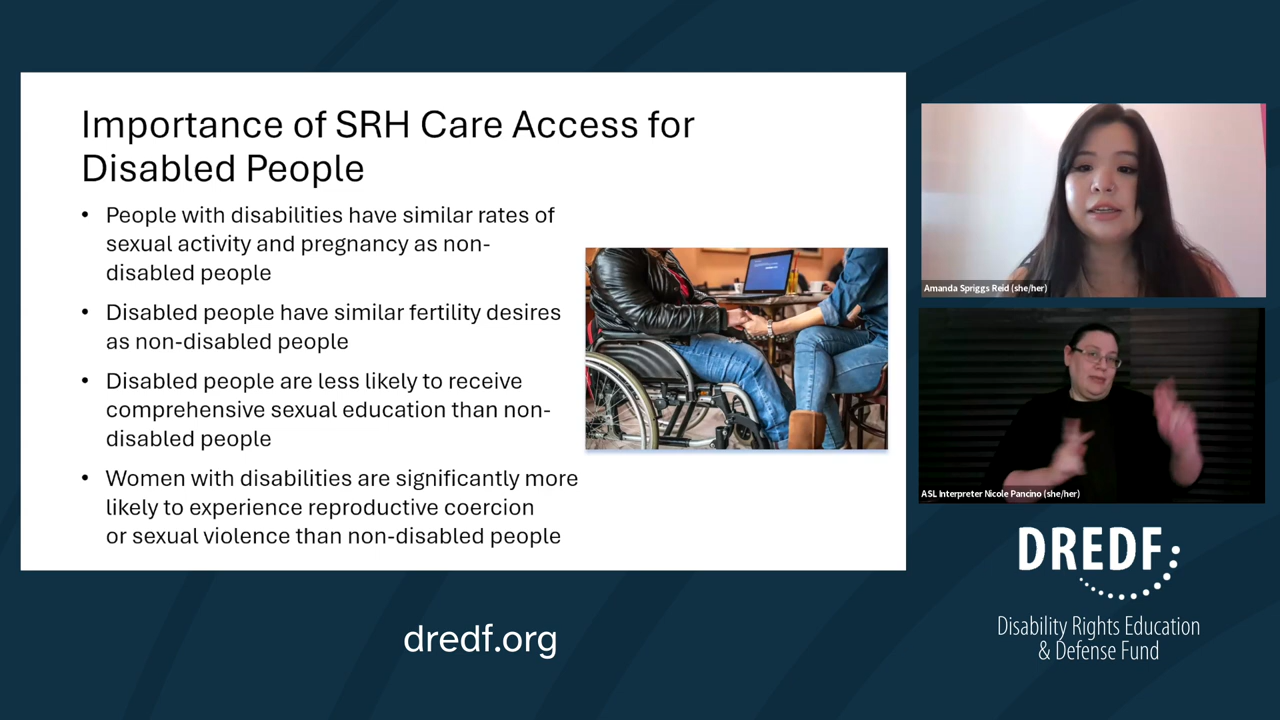 Importance of SRH Care Access for
Disabled People
• People with disabilities have similar rates of
sexual activity and pregnancy as non-
disabled people
• Disabled people have similar fertility desires
as non-disabled people
• Disabled people are less likely to receive
comprehensive sexual education than non-
disabled people
• Women with disabilities are significantly more
likely to experience reproductive coercion
or sexual violence than non-disabled people
Amanda Spriggs Reid (she/her)
ASL Interpreter Nicole Pancino (she/her)
DREDF
Disability Rights Education
& Defense Fund
dredf.org